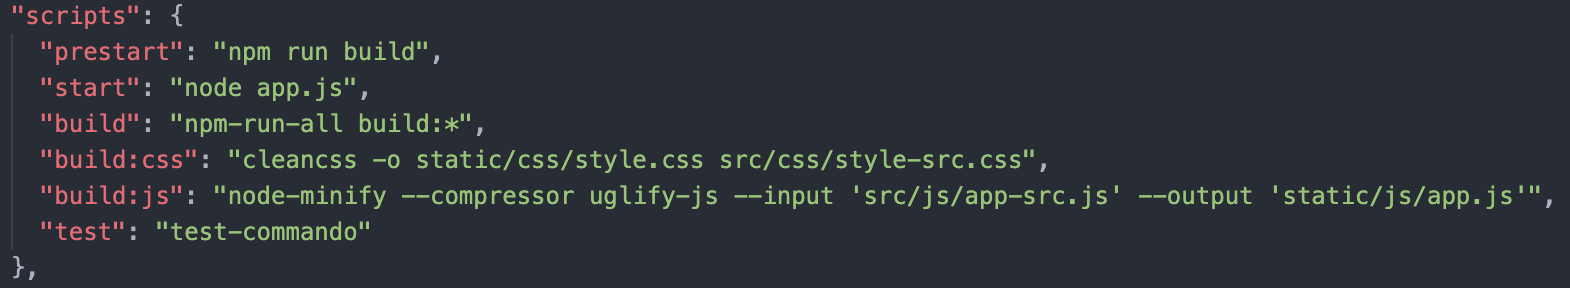 "scripts": {
"prestart": "npm run build",
"start": "node app.js",
"build": "npm-run-all build:*",
"build:css": "cleancss -o static/css/style.css src/css/style-src.css",
"build:js": "node-minify --compressor uglify-js --input 'src/js/app-src.js' --output 'static/js/app.js'",
"test": "test-commando"
},